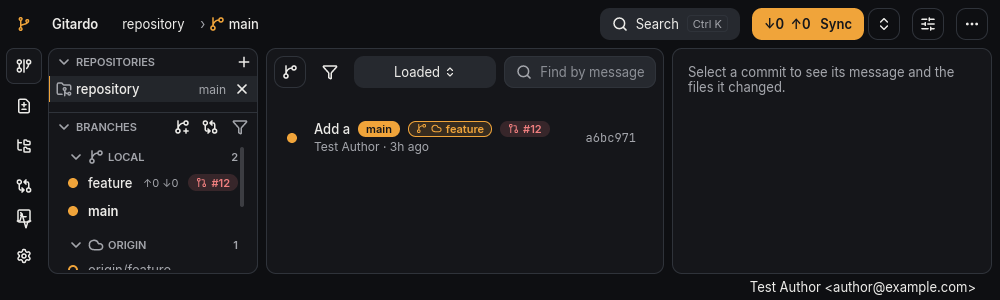 Gitardo repository › main Search Ctrl K ↓0 ↑0 Sync
REPOSITORIES
repository main
BRANCHES
LOCAL 2
feature ↑0 ↓0 #12
main
ORIGIN 1
origin/feature
Loaded Find by message
Add a main feature #12
Test Author · 3h ago
a6bc971
Select a commit to see its message and the
files it changed.
Test Author <author@example.com>